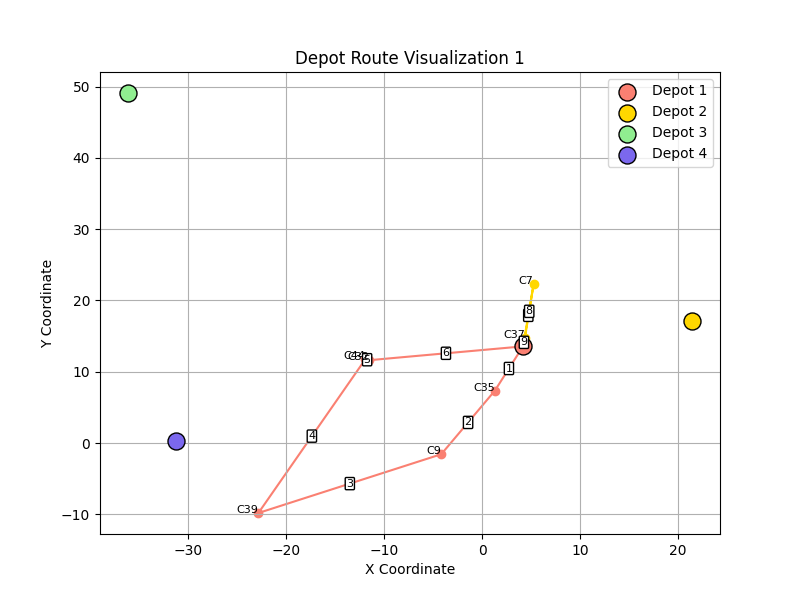 Depot Route Visualization 1
Depot 1
Depot 2
Depot 3
Depot 4
Y Coordinate
50
40
30
20
10
0
−10
C7
8
C37
9
6
5
1
C35
4
2
C9
3
C39
−30
−20
−10
0
10
20
X Coordinate